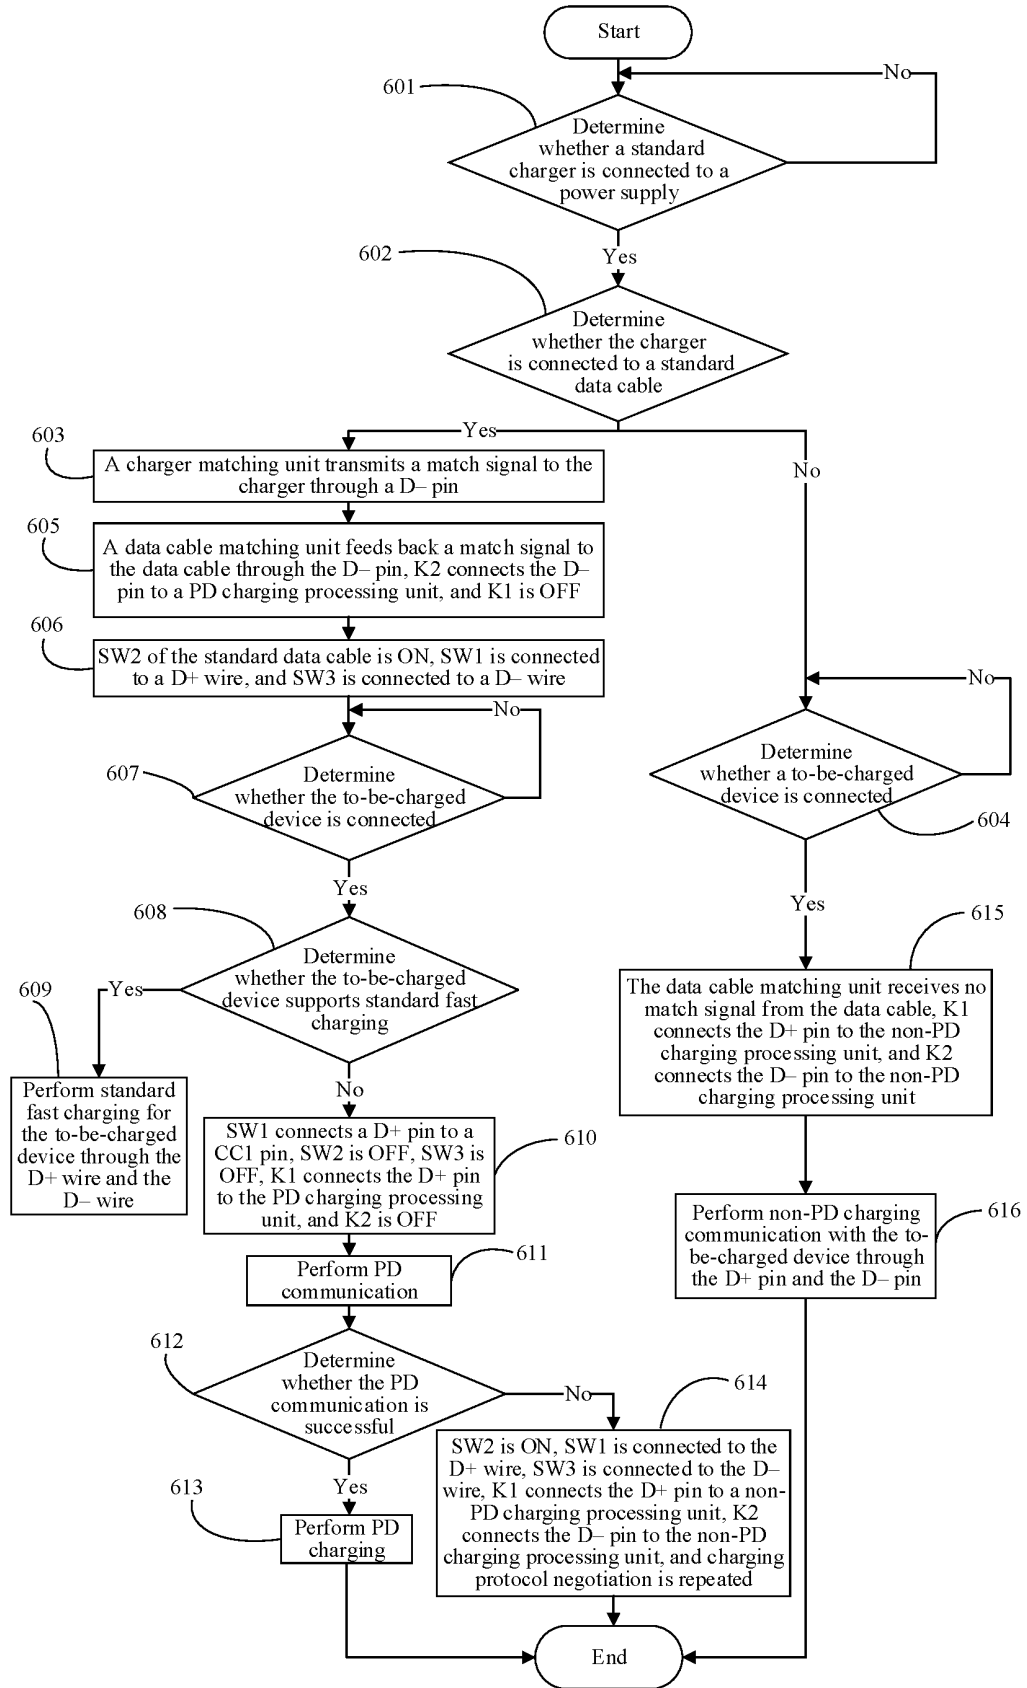 Start
No
601
Determine
whether a standard
charger is connected to a
power supply
Yes
602
Determine
whether the charger
is connected to a standard
data cable
Yes
No
603
A charger matching unit transmits a match signal to the
charger through a D– pin
605
A data cable matching unit feeds back a match signal to
the data cable through the D– pin, K2 connects the D–
pin to a PD charging processing unit, and K1 is OFF
606
SW2 of the standard data cable is ON, SW1 is connected
to a D+ wire, and SW3 is connected to a D– wire
No
607
Determine
whether the to-be-charged
device is connected
Yes
No
Determine
whether a to-be-charged
device is connected
604
Yes
608
Determine
whether the to-be-charged
device supports standard fast
charging
Yes
609
Perform standard
fast charging for
the to-be-charged
device through the
D+ wire and the
D– wire
No
610
SW1 connects a D+ pin to a
CC1 pin, SW2 is OFF, SW3 is
OFF, K1 connects the D+ pin
to the PD charging processing
unit, and K2 is OFF
615
The data cable matching unit receives no
match signal from the data cable, K1
connects the D+ pin to the non-PD
charging processing unit, and K2
connects the D– pin to the non-PD
charging processing unit
616
Perform non-PD charging
communication with the to-
be-charged device through
the D+ pin and the D– pin
611
Perform PD
communication
612
Determine
whether the PD
communication is
successful
No
614
SW2 is ON, SW1 is connected to the
D+ wire, SW3 is connected to the D–
wire, K1 connects the D+ pin to a non-
PD charging processing unit, K2
connects the D– pin to the non-PD
charging processing unit, and charging
protocol negotiation is repeated
Yes
613
Perform PD
charging
End